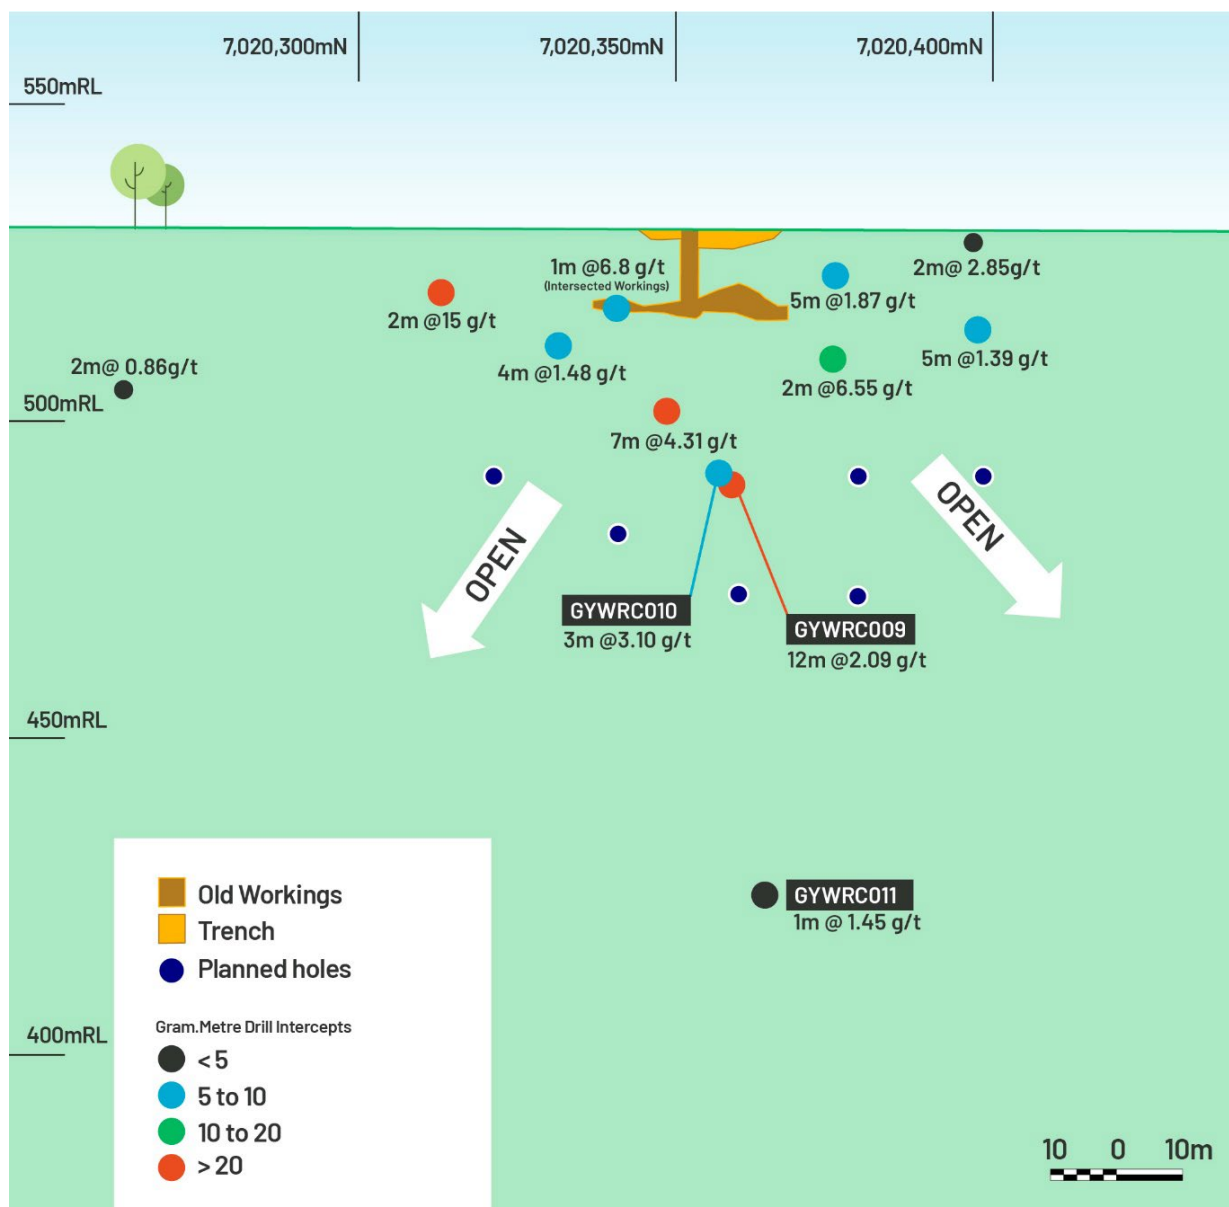 7,020,300mN
7,020,350mN
7,020,400mN
550mRL
1m @6.8 g/t
(Intersected Workings)
2m@ 2.85g/t
5m @1.87 g/t
2m @15 g/t
5m @1.39 g/t
4m @1.48 g/t
2m@ 0.86g/t
2m @6.55 g/t
500mRL
7m @4.31 g/t
OPEN
OPEN
GYWRC010
3m @3.10 g/t
GYWRC009
12m @2.09 g/t
450mRL
GYWRC011
1m @ 1.45 g/t
Old Workings
Trench
Planned holes
Gram.Metre Drill Intercepts
400mRL
< 5
5 to 10
10 to 20
> 20
10 0 10m